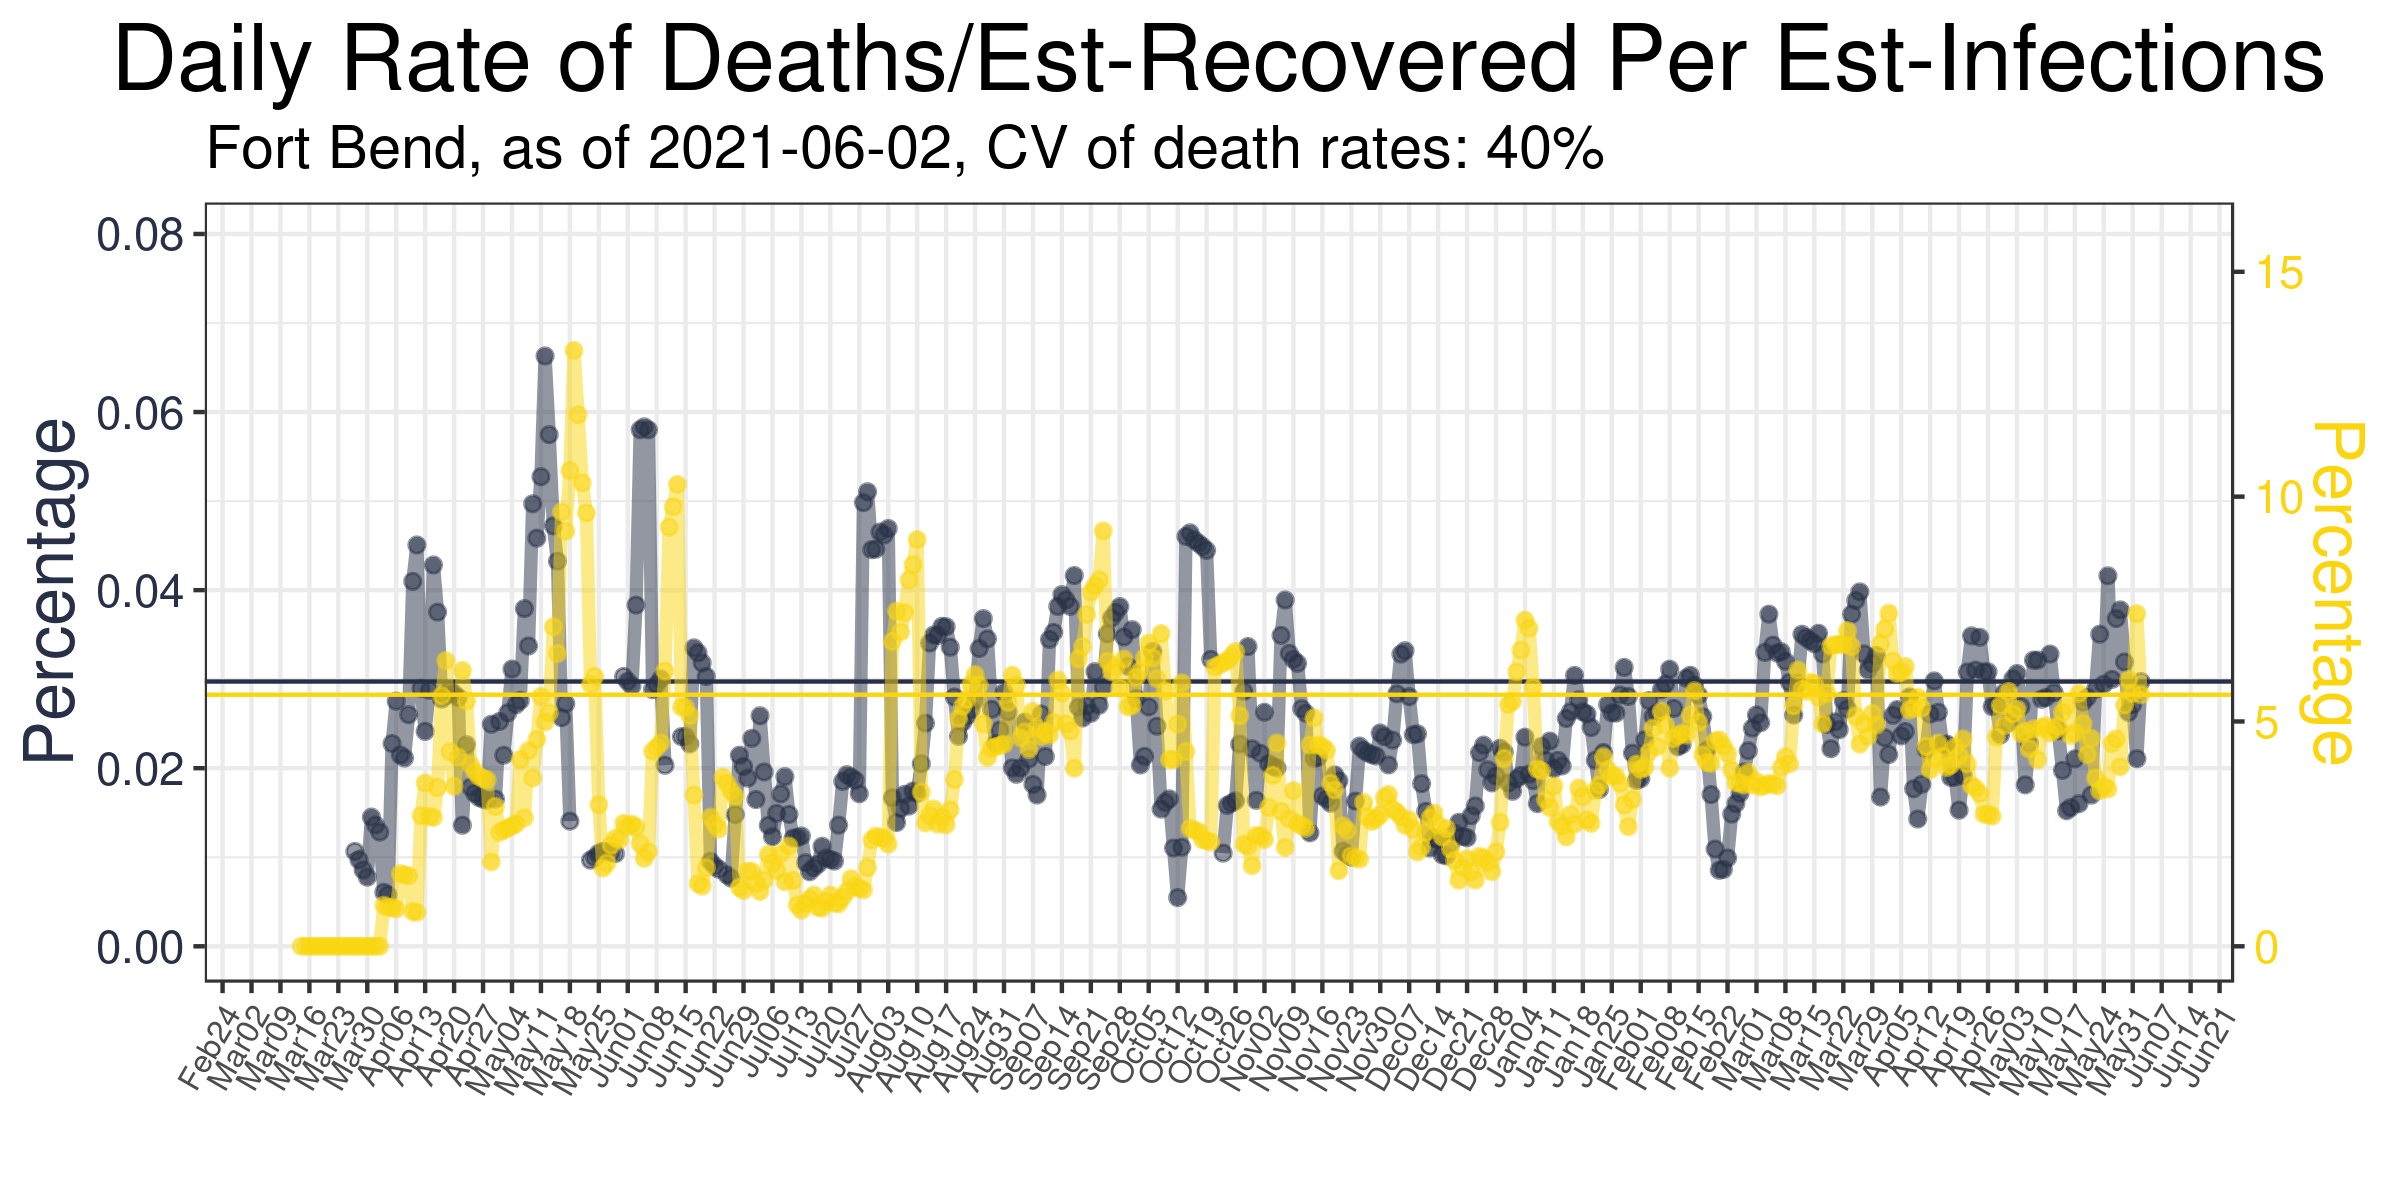 Daily Rate of Deaths/Est-Recovered Per Est-Infections
Fort Bend, as of 2021-06-02, CV of death rates: 40%
Percentage
0.08
0.06
0.04
0.02
0.00
15
10
5
0
Percentage
Feb24
Mar02
Mar09
Mar16
Mar23
Mar30
Apr06
Apr13
Apr20
Apr27
May04
May11
May18
May25
Jun01
Jun08
Jun15
Jun22
Jun29
Jul06
Jul13
Jul20
Jul27
Aug03
Aug10
Aug17
Aug24
Aug31
Sep07
Sep14
Sep21
Sep28
Oct05
Oct12
Oct19
Oct26
Nov02
Nov09
Nov16
Nov23
Nov30
Dec07
Dec14
Dec21
Dec28
Jan04
Jan11
Jan18
Jan25
Feb01
Feb08
Feb15
Feb22
Mar01
Mar08
Mar15
Mar22
Mar29
Apr05
Apr12
Apr19
Apr26
May03
May10
May17
May24
May31
Jun07
Jun14
Jun21